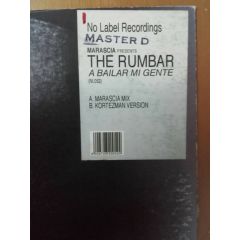 No Label Recordings
MASTER D
MARASCIA PRESENTS
THE RUMBAR
A BAILAR MI GENTE
A. MARASCIA MIX
B. KORTEZMAN VERSION